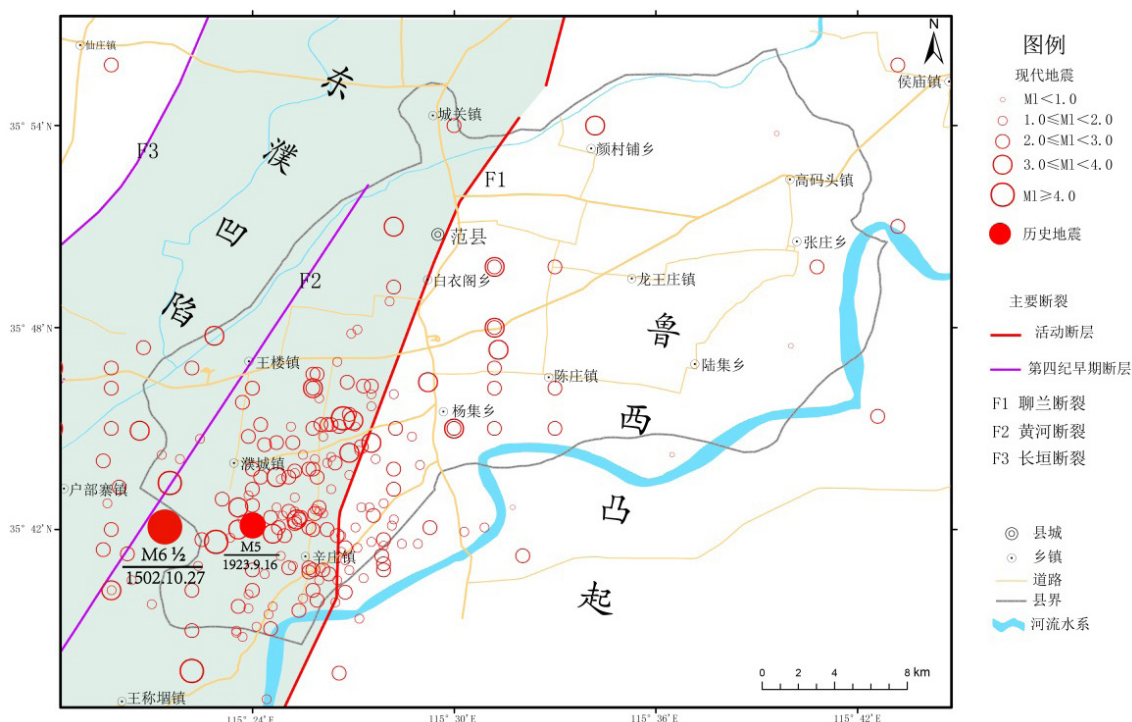 仙庄镇
东
濮
凹
陷
F3
F2
F1
城关镇
颜村铺乡
侯庙镇
高码头镇
张庄乡
范县
白衣阁乡
龙王庄镇
鲁
西
凸
起
王楼镇
陈庄镇
陆集乡
杨集乡
濮城镇
户部寨镇
辛庄镇
王称堌镇
M6 ½
1502.10.27
M5
1923.9.16
N
35° 54′N
35° 48′N
35° 42′N
115° 24′E
115° 30′E
115° 36′E
115° 42′E
0 2 4 8 km
图例
现代地震
Ml<1.0
1.0≤Ml<2.0
2.0≤Ml<3.0
3.0≤Ml<4.0
Ml≥4.0
历史地震
主要断裂
活动断层
第四纪早期断层
F1 聊兰断裂
F2 黄河断裂
F3 长垣断裂
县城
乡镇
道路
县界
河流水系